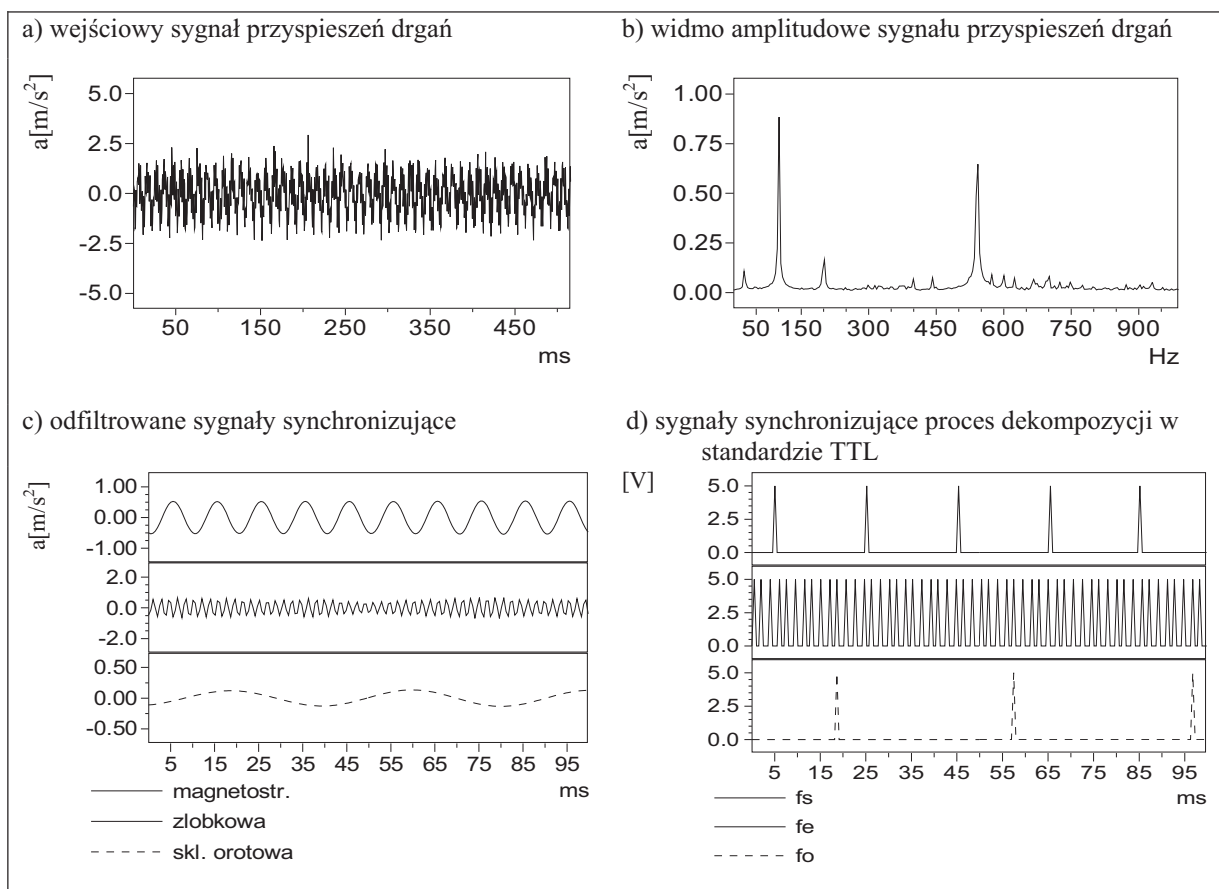 a) wejściowy sygnał przyspieszeń drgań
a[m/s²]
5.0
2.5
0.0
-2.5
-5.0
50 150 250 350 450
ms
b) widmo amplitudowe sygnału przyspieszeń drgań
a[m/s²]
1.00
0.75
0.50
0.25
0.00
50 150 300 450 600 750 900
Hz
c) odfiltrowane sygnały synchronizujące
a[m/s²]
1.00
0.00
-1.00
2.0
0.0
-2.0
0.50
0.00
-0.50
5 15 25 35 45 55 65 75 85 95
ms
magnetostr.
zlobkowa
skl. orotowa
d) sygnały synchronizujące proces dekompozycji w
standardzie TTL
[V]
5.0
2.5
0.0
5.0
2.5
0.0
5.0
2.5
0.0
5 15 25 35 45 55 65 75 85 95
ms
fs
fe
fo